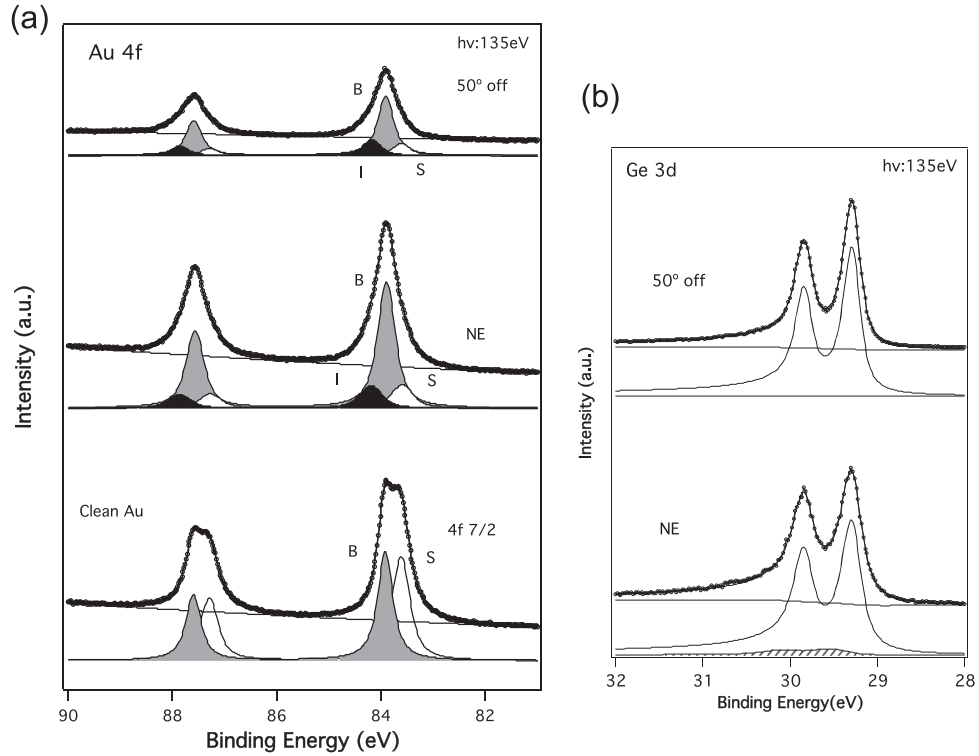 (a)
Au 4f
hν:135eV
50° off
B
I
S
B
NE
I
S
Clean Au
4f 7/2
B
S
90
88
86
84
82
Binding Energy (eV)
Intensity (a.u.)
(b)
Ge 3d
hν:135eV
50° off
NE
32
31
30
29
28
Binding Energy(eV)
Intensity (a.u.)